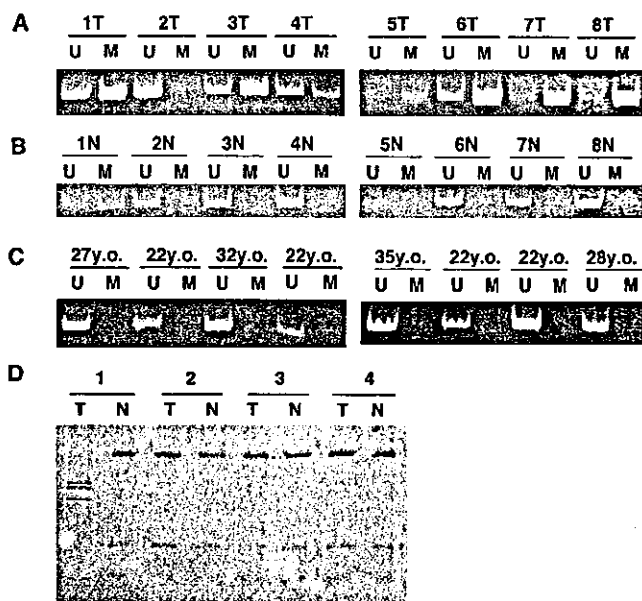 A 1T 2T 3T 4T 5T 6T 7T 8T
U M U M U M U M U M U M U M U M
B 1N 2N 3N 4N 5N 6N 7N 8N
U M U M U M U M U M U M U M U M
C 27y.o. 22y.o. 32y.o. 22y.o. 35y.o. 22y.o. 22y.o. 28y.o.
U M U M U M U M U M U M U M U M
D 1 2 3 4
T N T N T N T N